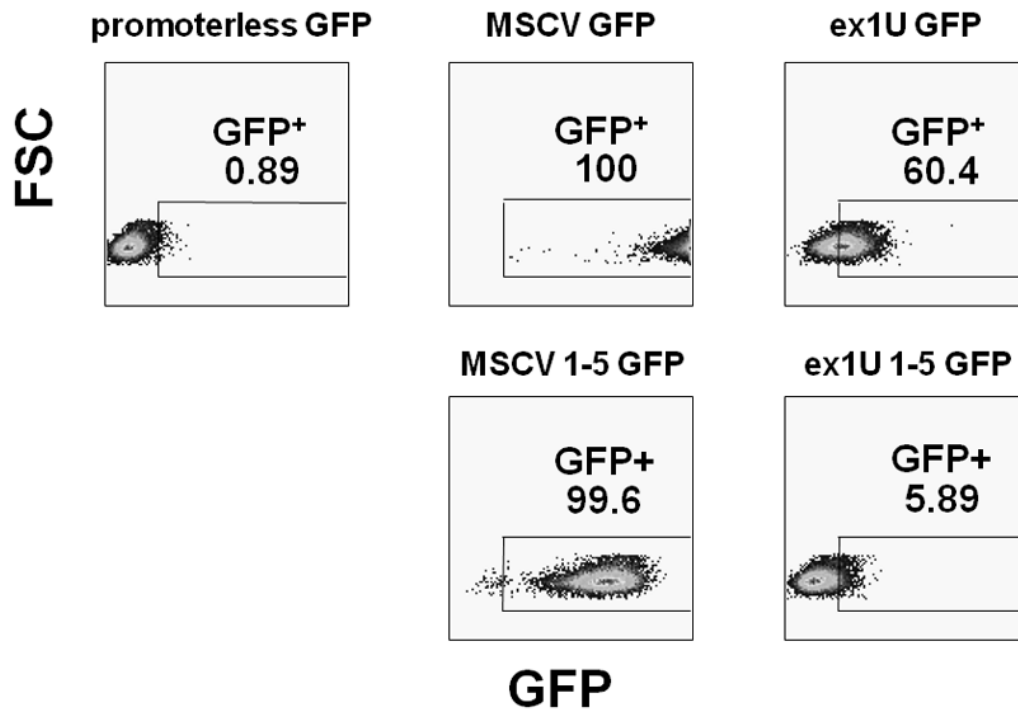 promoterless GFP
MSCV GFP
ex1U GFP
FSC
GFP⁺
0.89
GFP⁺
100
GFP⁺
60.4
MSCV 1-5 GFP
ex1U 1-5 GFP
GFP+
99.6
GFP+
5.89
GFP